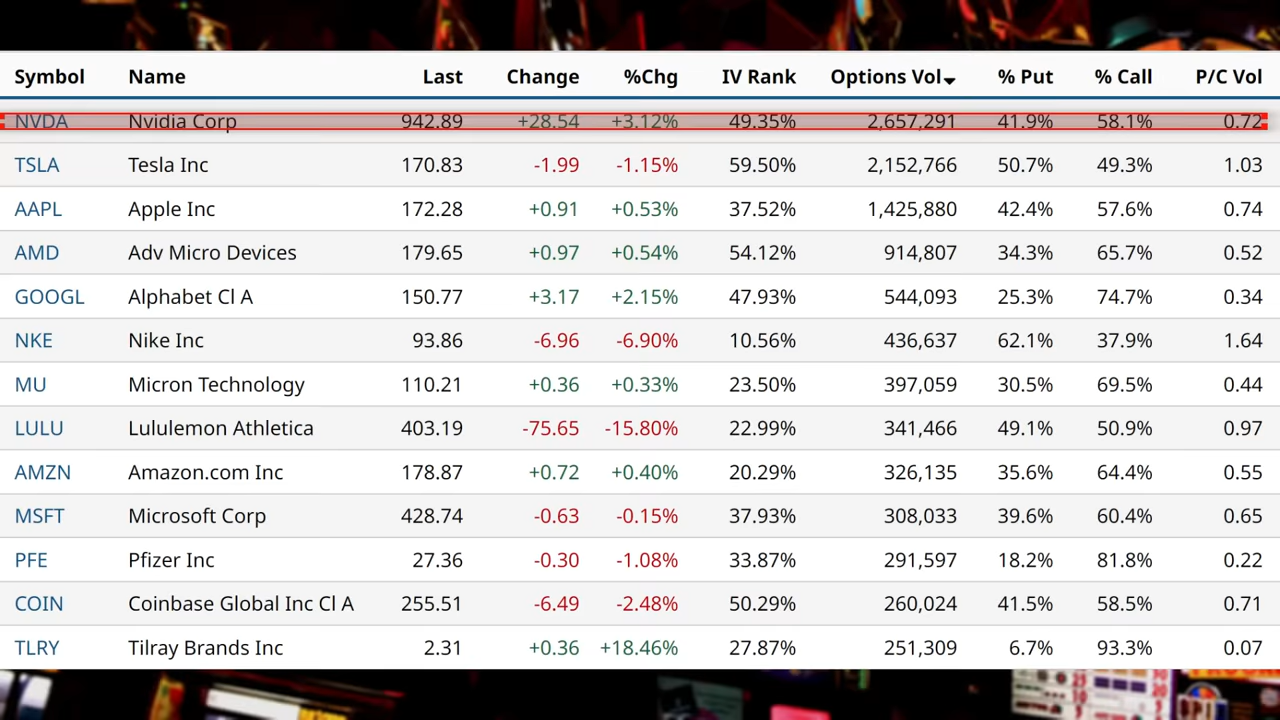 Symbol Name Last Change %Chg IV Rank Options Vol % Put % Call P/C Vol
NVDA Nvidia Corp 942.89 +28.54 +3.12% 49.35% 2,657,291 41.9% 58.1% 0.72
TSLA Tesla Inc 170.83 -1.99 -1.15% 59.50% 2,152,766 50.7% 49.3% 1.03
AAPL Apple Inc 172.28 +0.91 +0.53% 37.52% 1,425,880 42.4% 57.6% 0.74
AMD Adv Micro Devices 179.65 +0.97 +0.54% 54.12% 914,807 34.3% 65.7% 0.52
GOOGL Alphabet Cl A 150.77 +3.17 +2.15% 47.93% 544,093 25.3% 74.7% 0.34
NKE Nike Inc 93.86 -6.96 -6.90% 10.56% 436,637 62.1% 37.9% 1.64
MU Micron Technology 110.21 +0.36 +0.33% 23.50% 397,059 30.5% 69.5% 0.44
LULU Lululemon Athletica 403.19 -75.65 -15.80% 22.99% 341,466 49.1% 50.9% 0.97
AMZN Amazon.com Inc 178.87 +0.72 +0.40% 20.29% 326,135 35.6% 64.4% 0.55
MSFT Microsoft Corp 428.74 -0.63 -0.15% 37.93% 308,033 39.6% 60.4% 0.65
PFE Pfizer Inc 27.36 -0.30 -1.08% 33.87% 291,597 18.2% 81.8% 0.22
COIN Coinbase Global Inc Cl A 255.51 -6.49 -2.48% 50.29% 260,024 41.5% 58.5% 0.71
TLRY Tilray Brands Inc 2.31 +0.36 +18.46% 27.87% 251,309 6.7% 93.3% 0.07